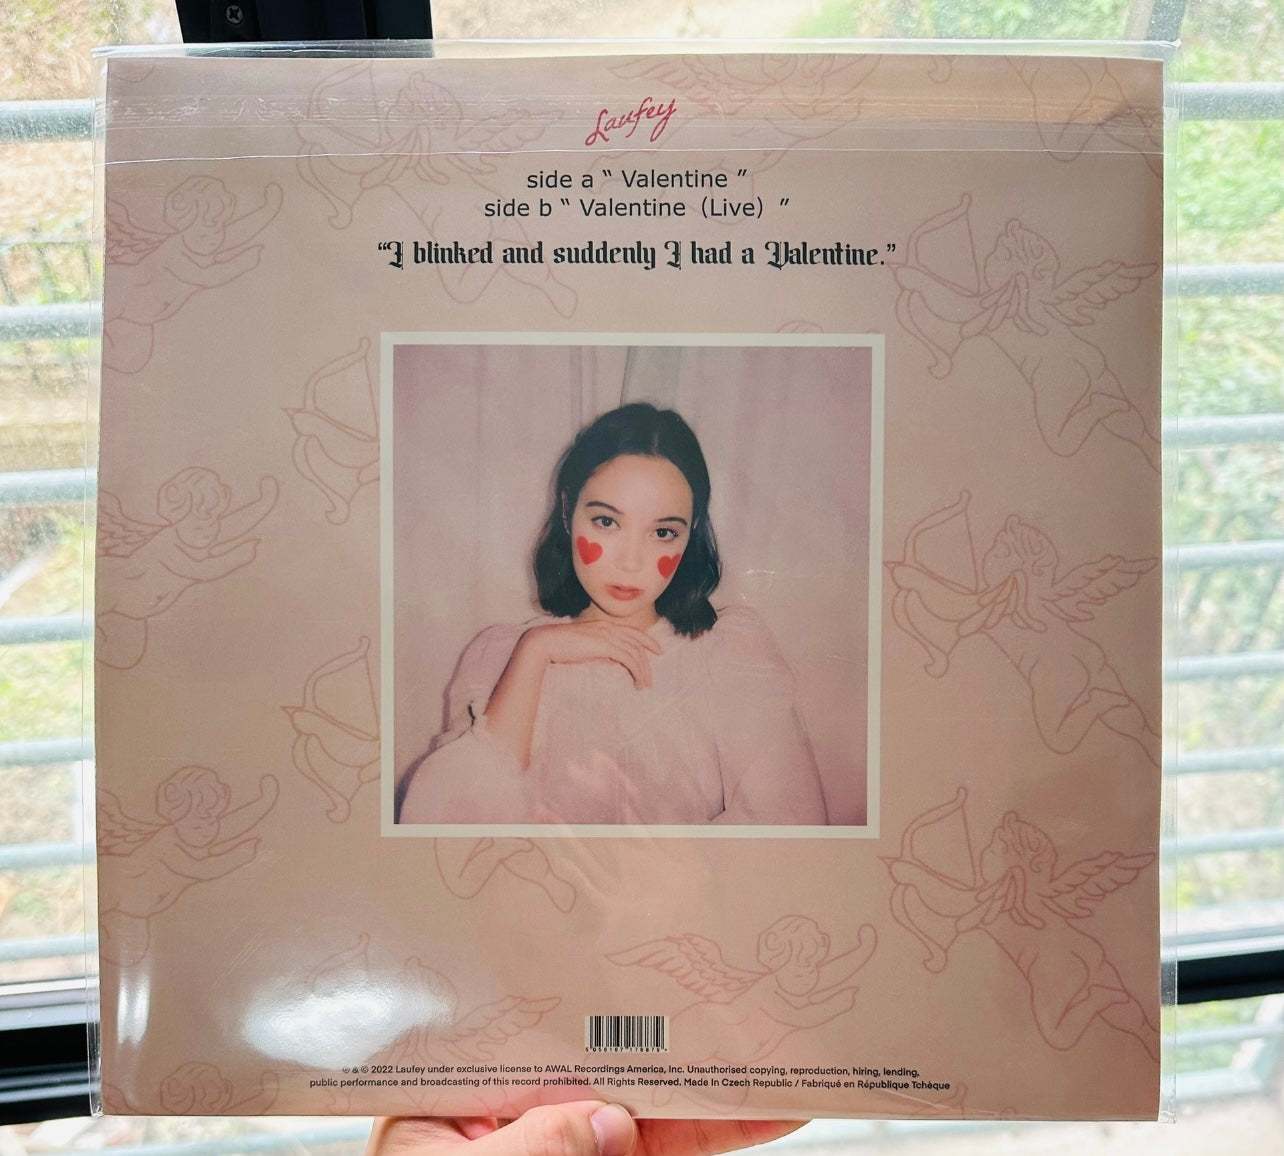 Laufey
side a “ Valentine ”
side b “ Valentine (Live) ”
“I blinked and suddenly I had a Valentine.”
℗ & © 2022 Laufey under exclusive license to AWAL Recordings America, Inc. Unauthorised copying, reproduction, hiring, lending,
public performance and broadcasting of this record prohibited. All Rights Reserved. Made In Czech Republic / Fabriqué en République Tchèque